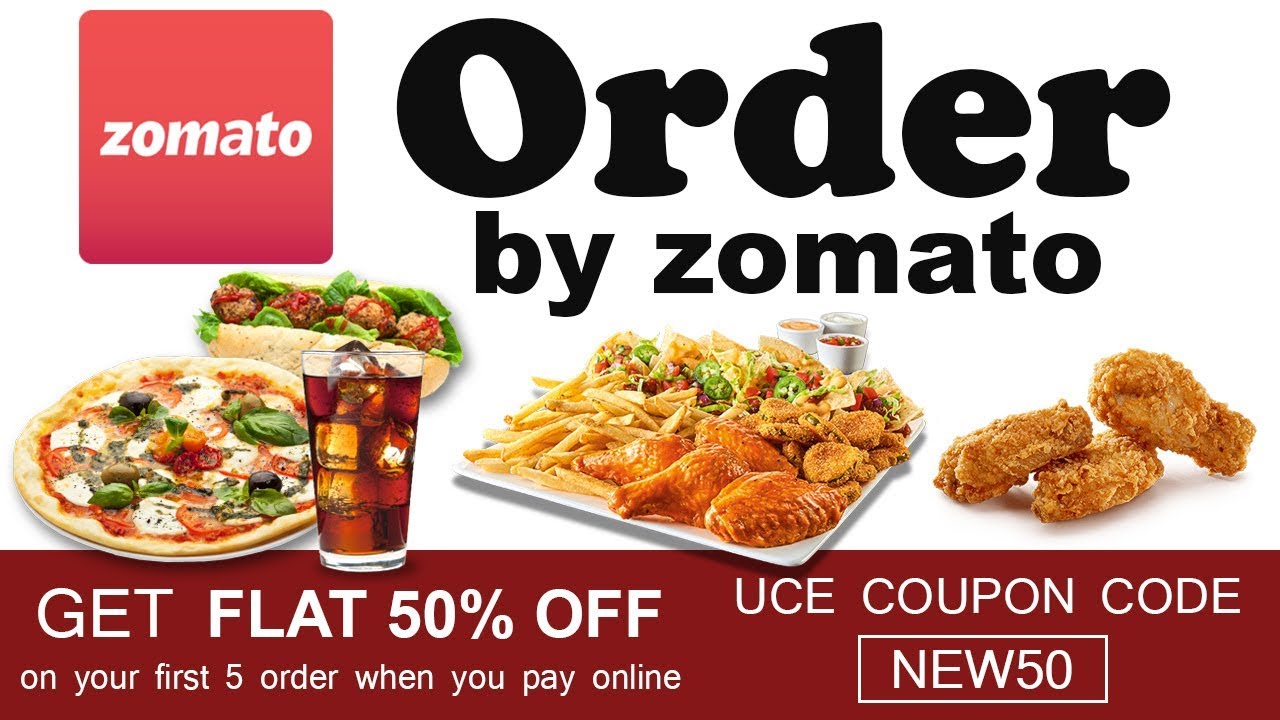 zomato
Order
by zomato
GET FLAT 50% OFF
on your first 5 order when you pay online
UCE COUPON CODE
NEW50